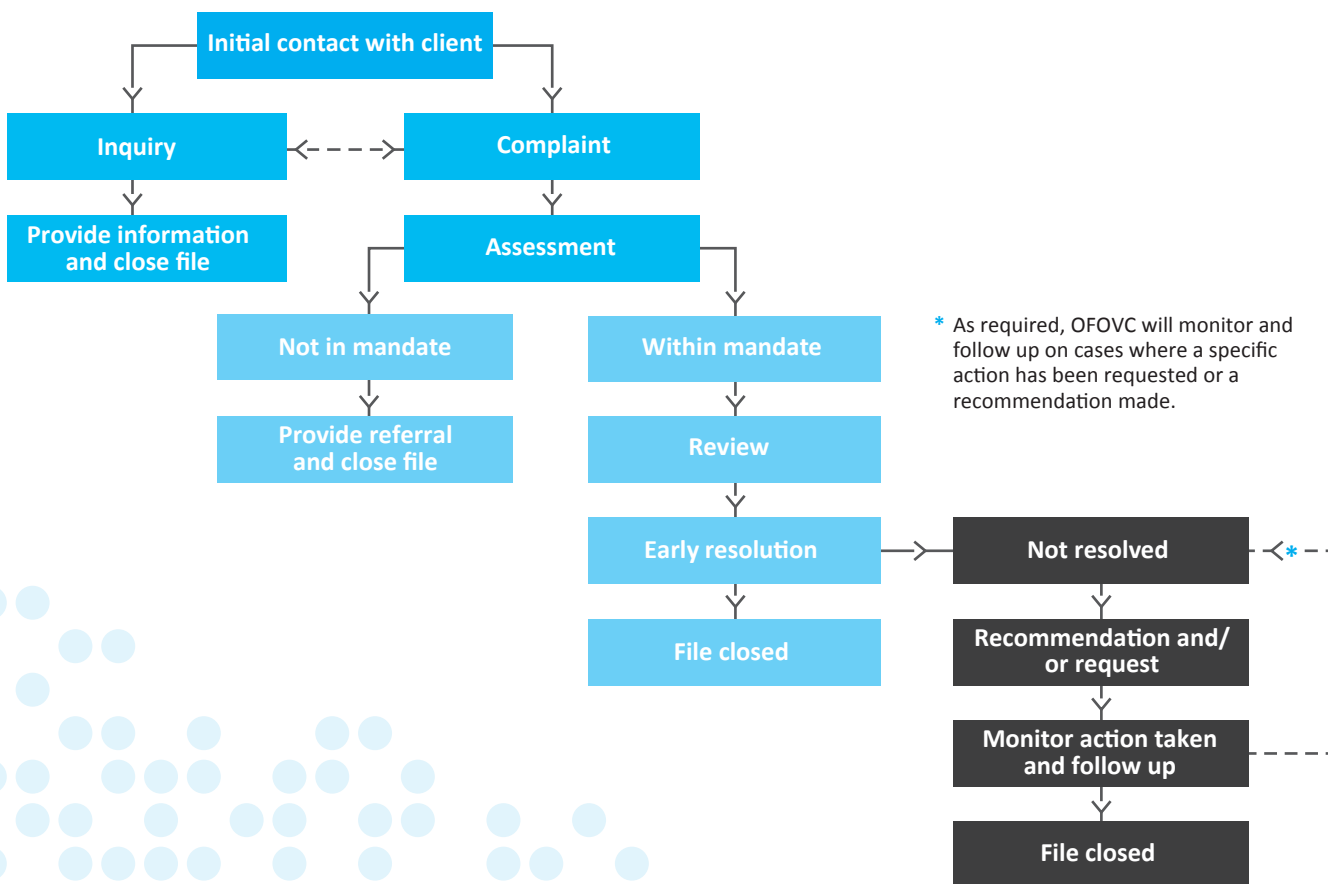 Initial contact with client
Inquiry
Complaint
Provide information
and close file
Assessment
Not in mandate
Within mandate
* As required, OFOVC will monitor and
follow up on cases where a specific
action has been requested or a
recommendation made.
Provide referral
and close file
Review
Early resolution
Not resolved
*
File closed
Recommendation and/
or request
Monitor action taken
and follow up
File closed